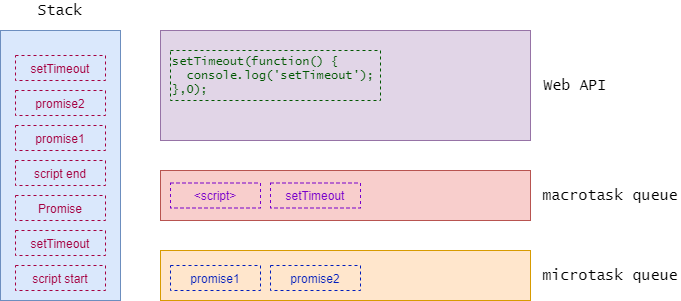 Stack
setTimeout
promise2
promise1
script end
Promise
setTimeout
script start
setTimeout(function() {
  console.log('setTimeout');
},0);
Web API
<script>
setTimeout
macrotask queue
promise1
promise2
microtask queue